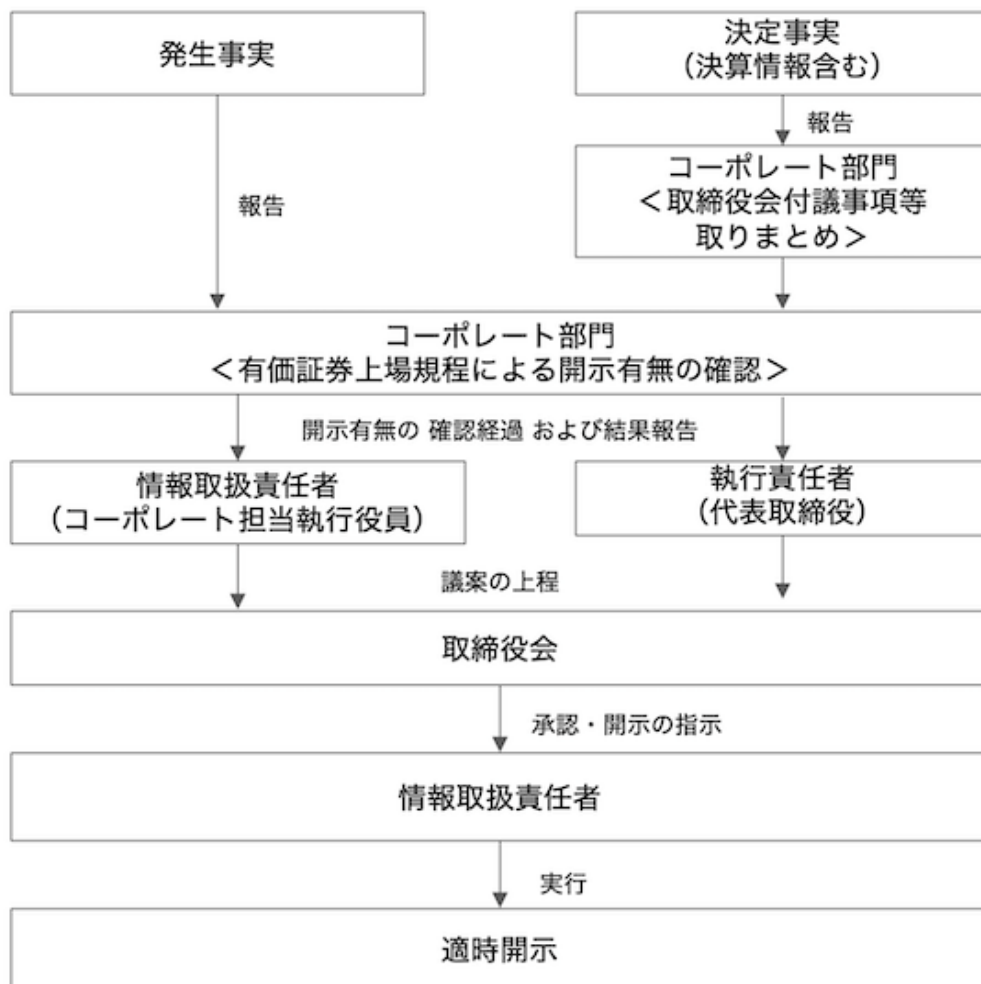 発生事実
決定事実
（決算情報含む）
報告
コーポレート部門
＜取締役会付議事項等
取りまとめ＞
報告
コーポレート部門
＜有価証券上場規程による開示有無の確認＞
開示有無の 確認経過 および結果報告
情報取扱責任者
（コーポレート担当執行役員）
執行責任者
（代表取締役）
議案の上程
取締役会
承認・開示の指示
情報取扱責任者
実行
適時開示